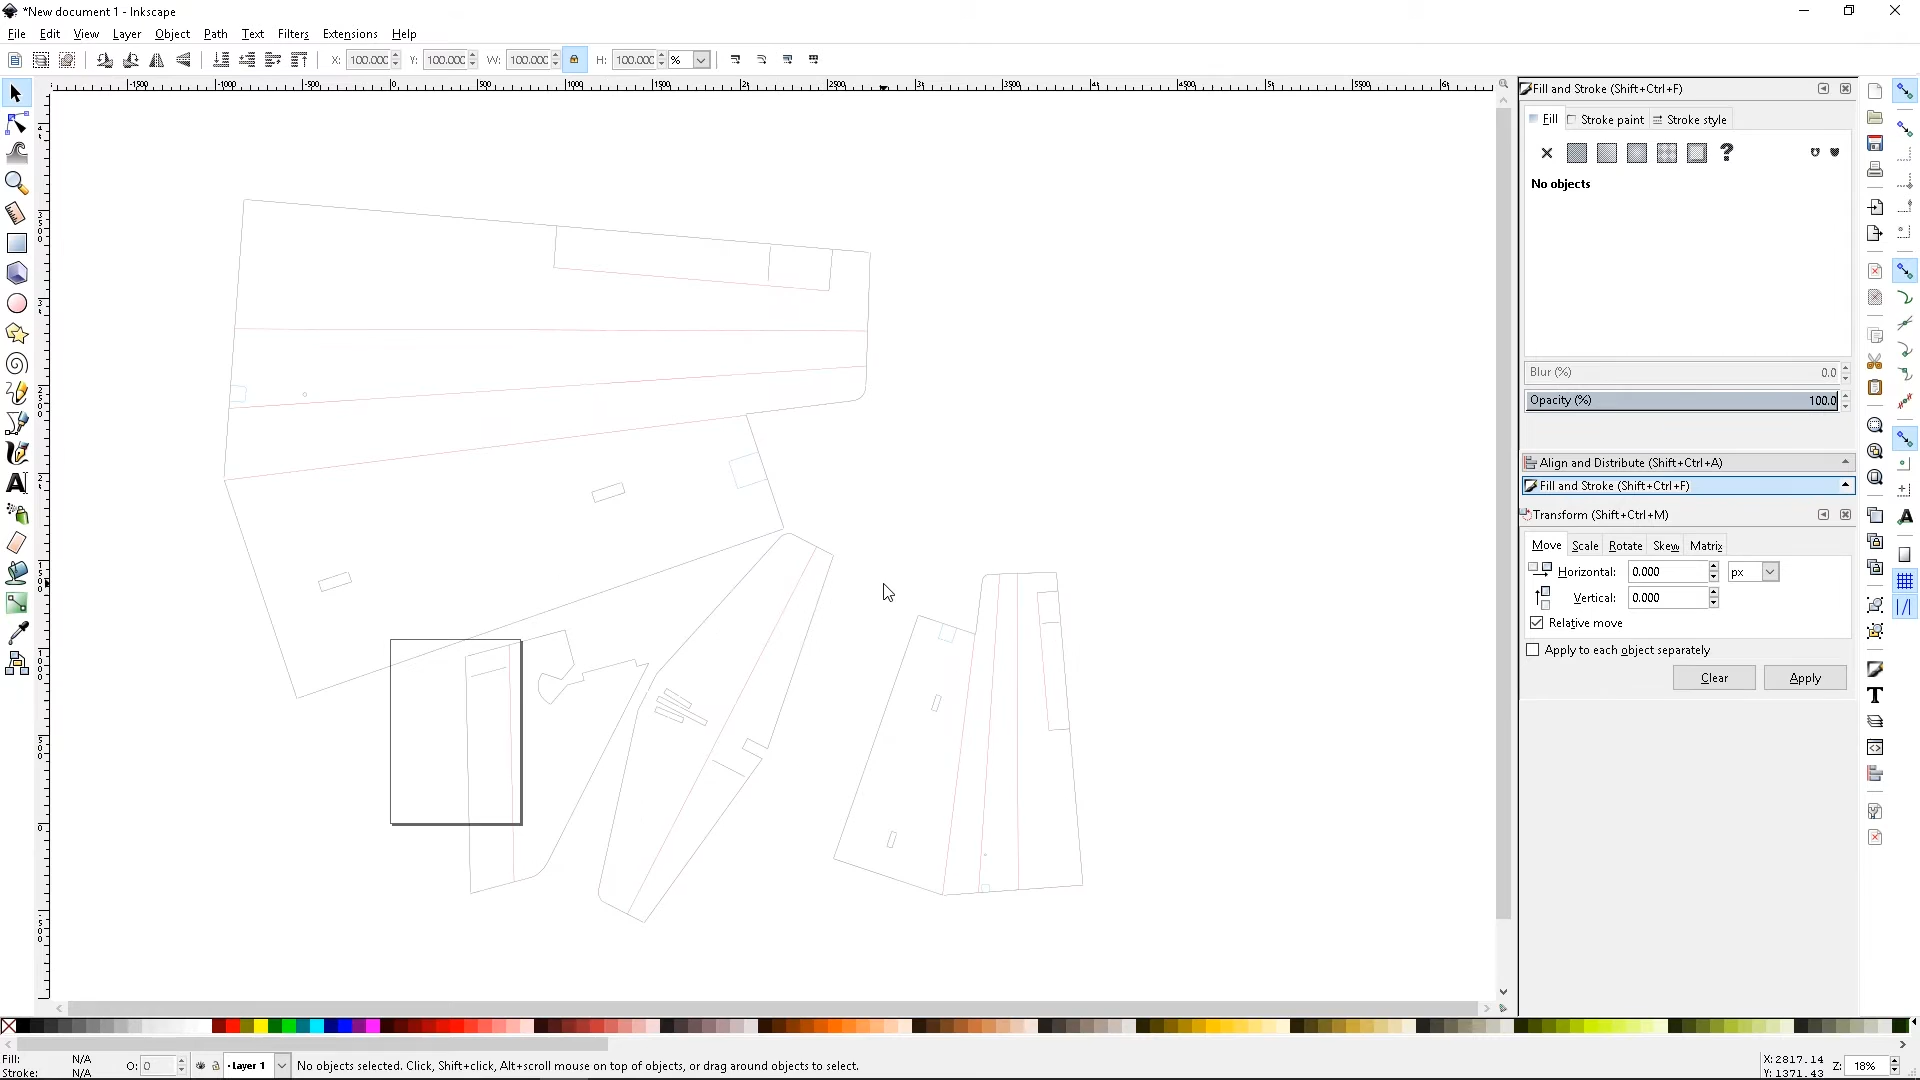 *New document 1 - Inkscape
File Edit View Layer Object Path Text Filters Extensions Help
X: 100.000 Y: 100.000 W: 100.000 H: 100.000 %
Fill and Stroke (Shift+Ctrl+F)
Fill Stroke paint Stroke style
No objects
Blur (%) 0.0
Opacity (%) 100.0
Align and Distribute (Shift+Ctrl+A)
Fill and Stroke (Shift+Ctrl+F)
Transform (Shift+Ctrl+M)
Move Scale Rotate Skew Matrix
Horizontal: 0.000 px
Vertical: 0.000
Relative move
Apply to each object separately
Clear Apply
Fill: N/A
Stroke: N/A
O: 0
Layer 1
No objects selected. Click, Shift+click, Alt+scroll mouse on top of objects, or drag around objects to select.
X:2817.14
Y:1371.43
Z: 18%